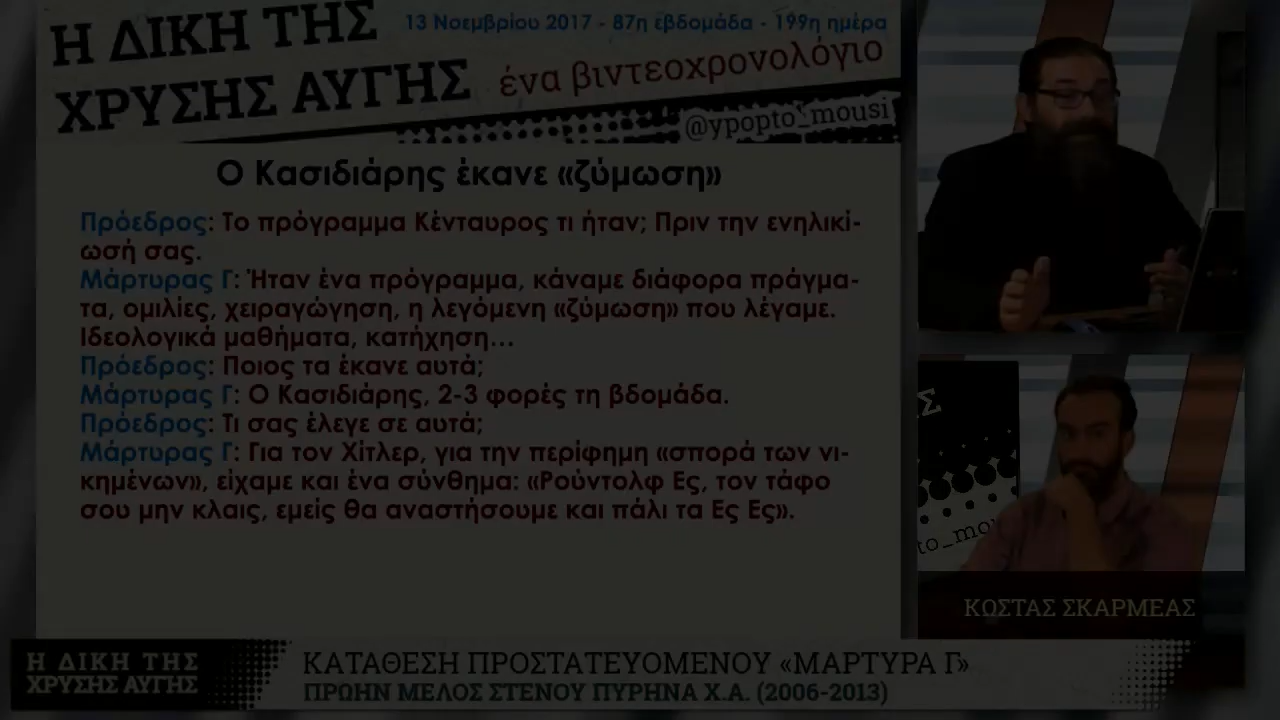 Η ΔΙΚΗ ΤΗΣ
ΧΡΥΣΗΣ ΑΥΓΗΣ
13 Νοεμβρίου 2017 - 87η εβδομάδα - 199η ημέρα
ένα βιντεοχρονολόγιο
@ypopto_mousi
Ο Κασιδιάρης έκανε «ζύμωση»
Πρόεδρος: Το πρόγραμμα Κένταυρος τι ήταν; Πριν την ενηλικί-
ωσή σας.
Μάρτυρας Γ: Ήταν ένα πρόγραμμα, κάναμε διάφορα πράγμα-
τα, ομιλίες, χειραγώγηση, η λεγόμενη «ζύμωση» που λέγαμε.
Ιδεολογικά μαθήματα, κατήχηση...
Πρόεδρος: Ποιος τα έκανε αυτά;
Μάρτυρας Γ: Ο Κασιδιάρης, 2-3 φορές τη βδομάδα.
Πρόεδρος: Τι σας έλεγε σε αυτά;
Μάρτυρας Γ: Για τον Χίτλερ, για την περίφημη «σπορά των νι-
κημένων», είχαμε και ένα σύνθημα: «Ρούντολφ Ες, τον τάφο
σου μην κλαις, εμείς θα αναστήσουμε και πάλι τα Ες Ες».
ΗΣ
to_mou
ΚΩΣΤΑΣ ΣΚΑΡΜΕΑΣ
Η ΔΙΚΗ ΤΗΣ
ΧΡΥΣΗΣ ΑΥΓΗΣ
ΚΑΤΑΘΕΣΗ ΠΡΟΣΤΑΤΕΥΟΜΕΝΟΥ «ΜΑΡΤΥΡΑ Γ»
ΠΡΩΗΝ ΜΕΛΟΣ ΣΤΕΝΟΥ ΠΥΡΗΝΑ Χ.Α. (2006-2013)